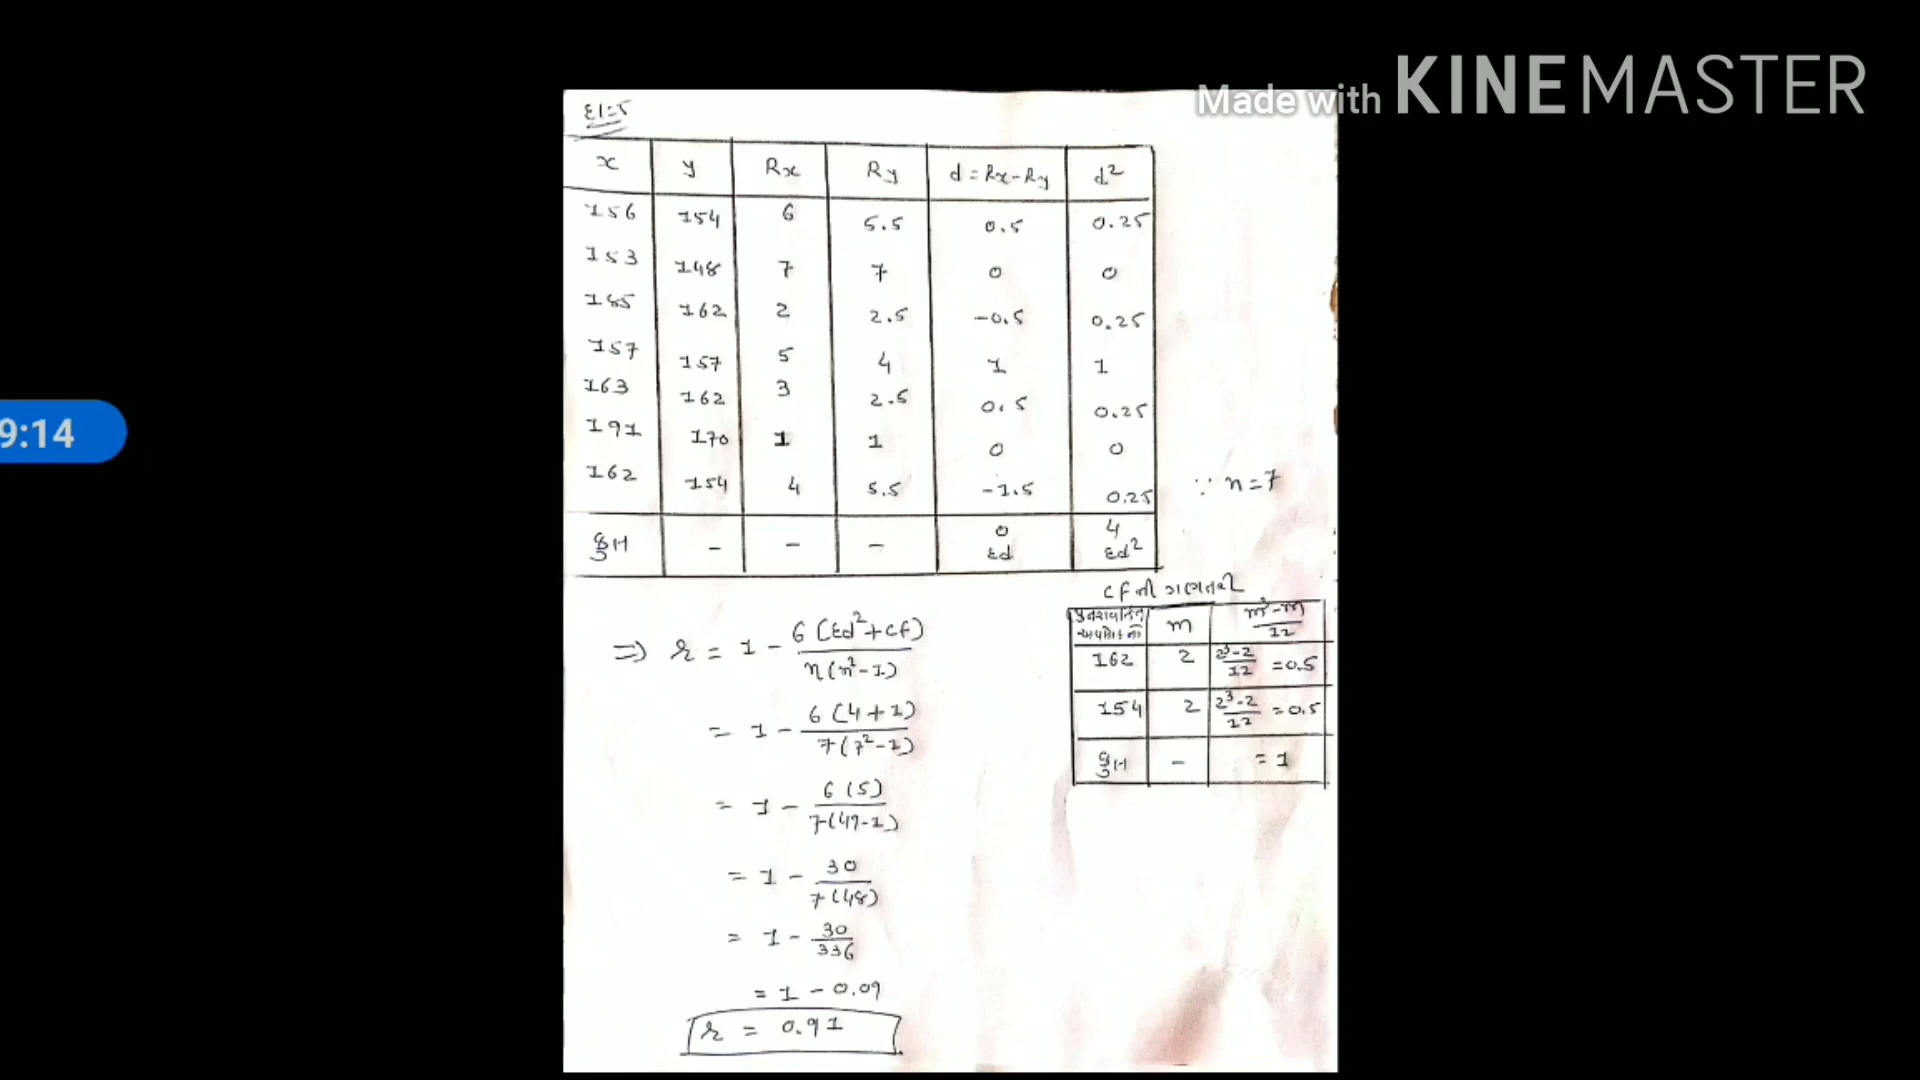 Made with KINEMASTER
દા=5
x y Rx Ry d = Rx-Ry d²
156 154 6 5.5 0.5 0.25
153 148 7 7 0 0
185 162 2 2.5 -0.5 0.25
157 157 5 4 1 1
163 162 3 2.5 0.5 0.25
191 170 1 1 0 0
162 154 4 5.5 -1.5 0.25
∵ n=7
કુલ - - - 0 4
Σd Σd²
⇒ r = 1 - 6(Σd²+CF) / n(n²-1)
= 1 - 6(4+1) / 7(7²-1)
= 1 - 6(5) / 7(49-1)
= 1 - 30 / 7(48)
= 1 - 30 / 336
= 1 - 0.09
r = 0.91
CF ની ગણતરી
m m³-m / 12
162 2 2³-2 / 12 = 0.5
154 2 2³-2 / 12 = 0.5
કુલ - = 1
9:14